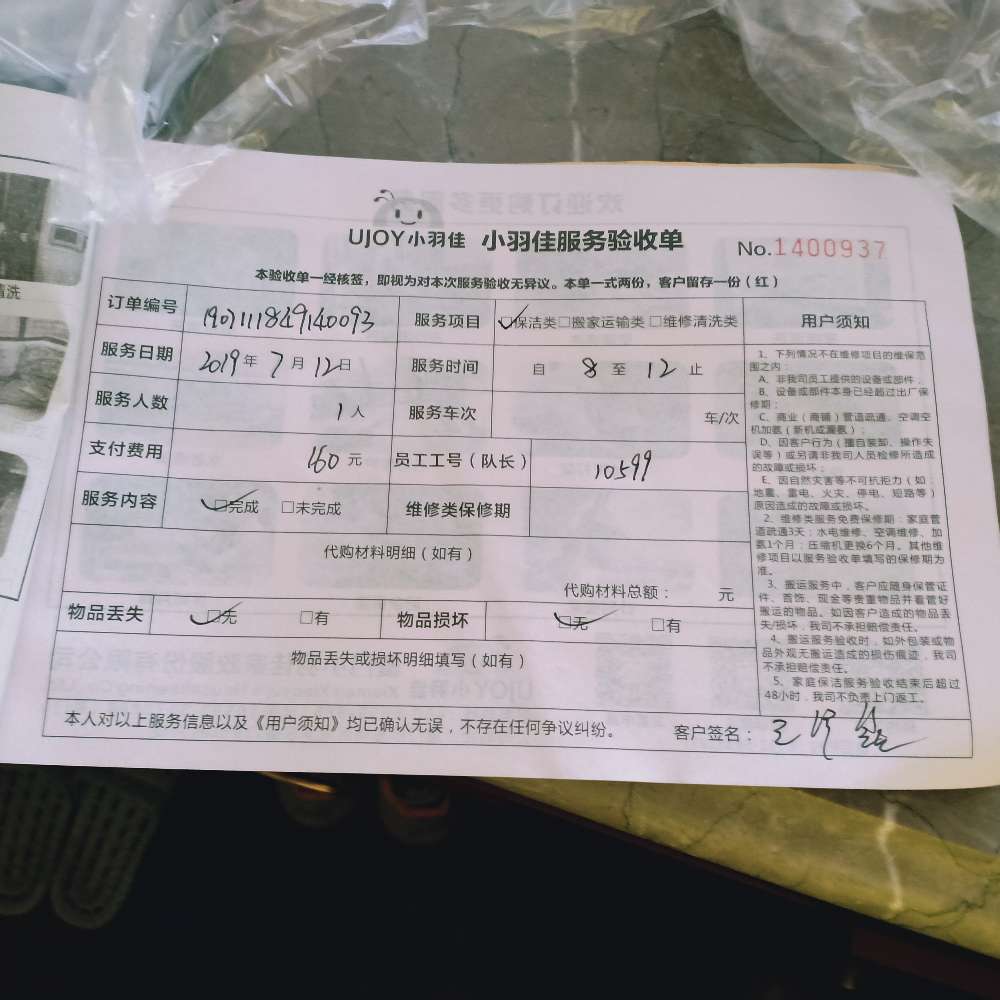 清洗
UJOY小羽佳 小羽佳服务验收单 No.1400937
本验收单一经核签，即视为对本次服务验收无异议。本单一式两份，客户留存一份（红）
订单编号 服务项目 ☑保洁类□搬家运输类□维修清洗类 用户须知
服务日期 2019年7月12日 服务时间 自 8 至 12 止
服务人数 1人 服务车次 车/次
支付费用 160元 员工工号（队长） 10599
服务内容 ☑完成 □未完成 维修类保修期
代购材料明细（如有）
代购材料总额： 元
物品丢失 ☑无 □有 物品损坏 ☑无 □有
物品丢失或损坏明细填写（如有）
1、下列情况不在维修项目的维保范
围之内：
A、非我司员工提供的设备或部件；
B、设备或部件本身已经超过出厂保
修期；
C、商业（商铺）管道疏通、空调空
机加氨（新机或漏氨）；
D、因客户行为（擅自装卸、操作失
误等）或另请非我司人员检修所造成
的故障或损坏；
E、因自然灾害等不可抗拒力（如：
地震、雷电、火灾、停电、短路等）
原因造成的故障或损坏。
2、维修类服务免费保修期：家庭管
道疏通3天；水电维修、空调维修、加
氨1个月；压缩机更换6个月。其他维
修项目以服务验收单填写的保修期为
准。
3、搬运服务中，客户应随身保管证
件、首饰、现金等贵重物品并看管好
搬运的物品。如因客户造成的物品丢
失/损坏，我司不承担赔偿责任。
4、搬运服务验收时，如外包装或物
品外观无搬运造成的损伤痕迹，我司
不承担赔偿责任。
5、家庭保洁服务验收结束后超过
48小时，我司不负责上门返工。
本人对以上服务信息以及《用户须知》均已确认无误，不存在任何争议纠纷。 客户签名：